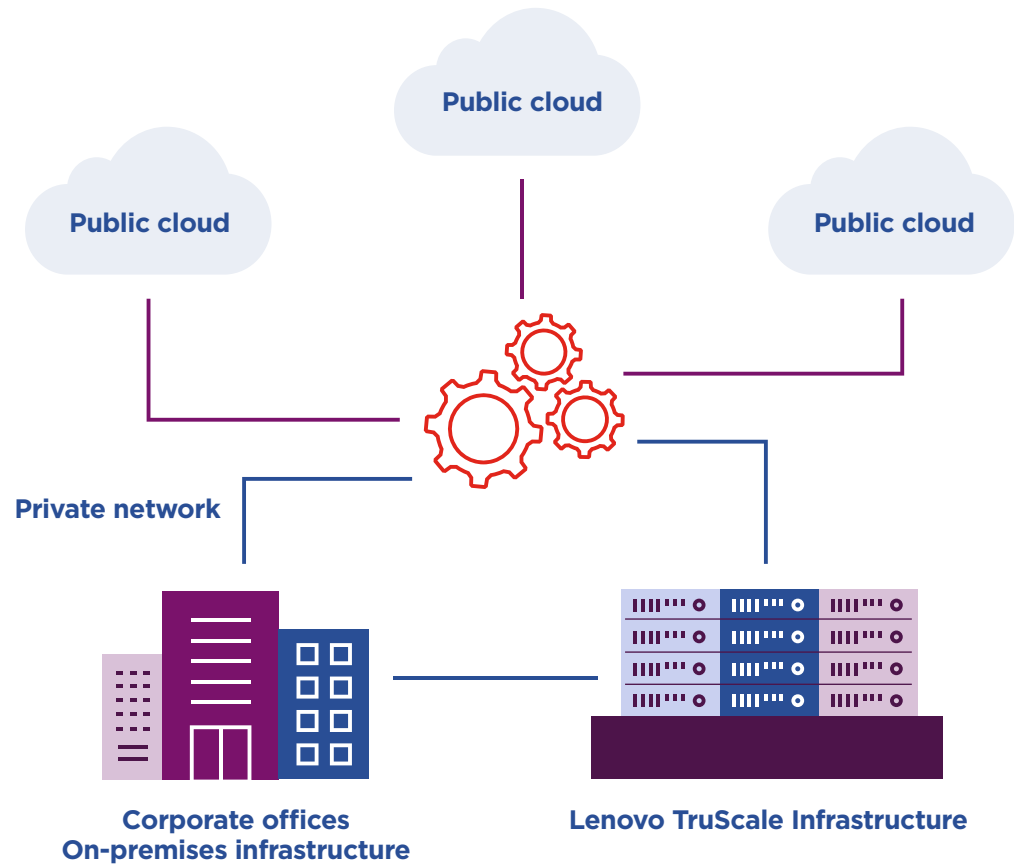 Public cloud
Public cloud
Public cloud
Private network
Corporate offices
On-premises infrastructure
Lenovo TruScale Infrastructure